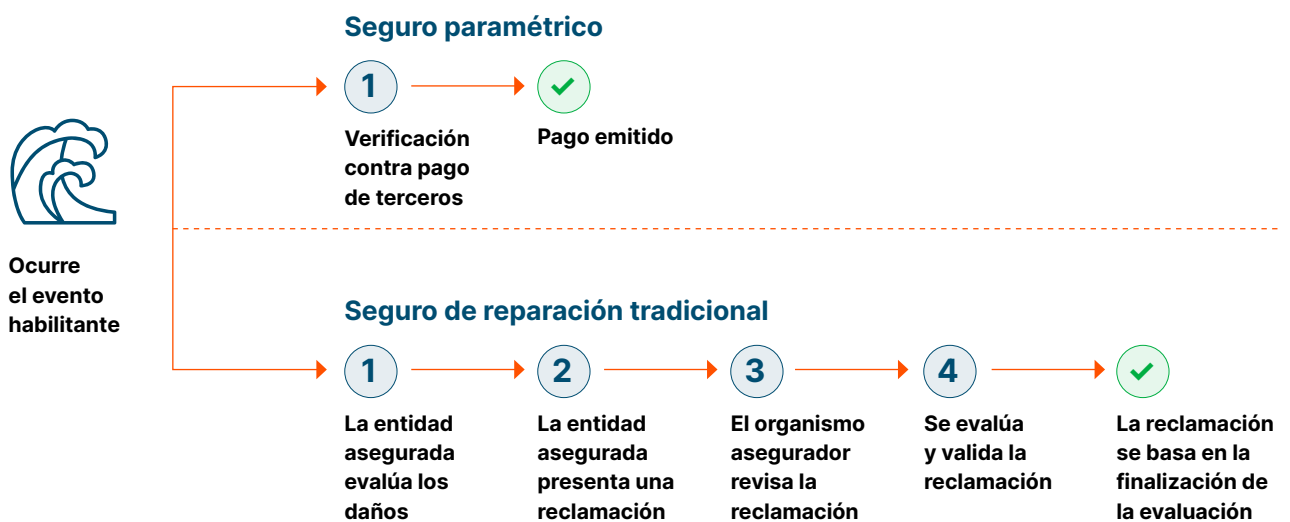 Seguro paramétrico
1
Verificación
contra pago
de terceros
Pago emitido
Ocurre
el evento
habilitante
Seguro de reparación tradicional
1
La entidad
asegurada
evalúa los
daños
2
La entidad
asegurada
presenta una
reclamación
3
El organismo
asegurador
revisa la
reclamación
4
Se evalúa
y valida la
reclamación
La reclamación
se basa en la
finalización de
la evaluación